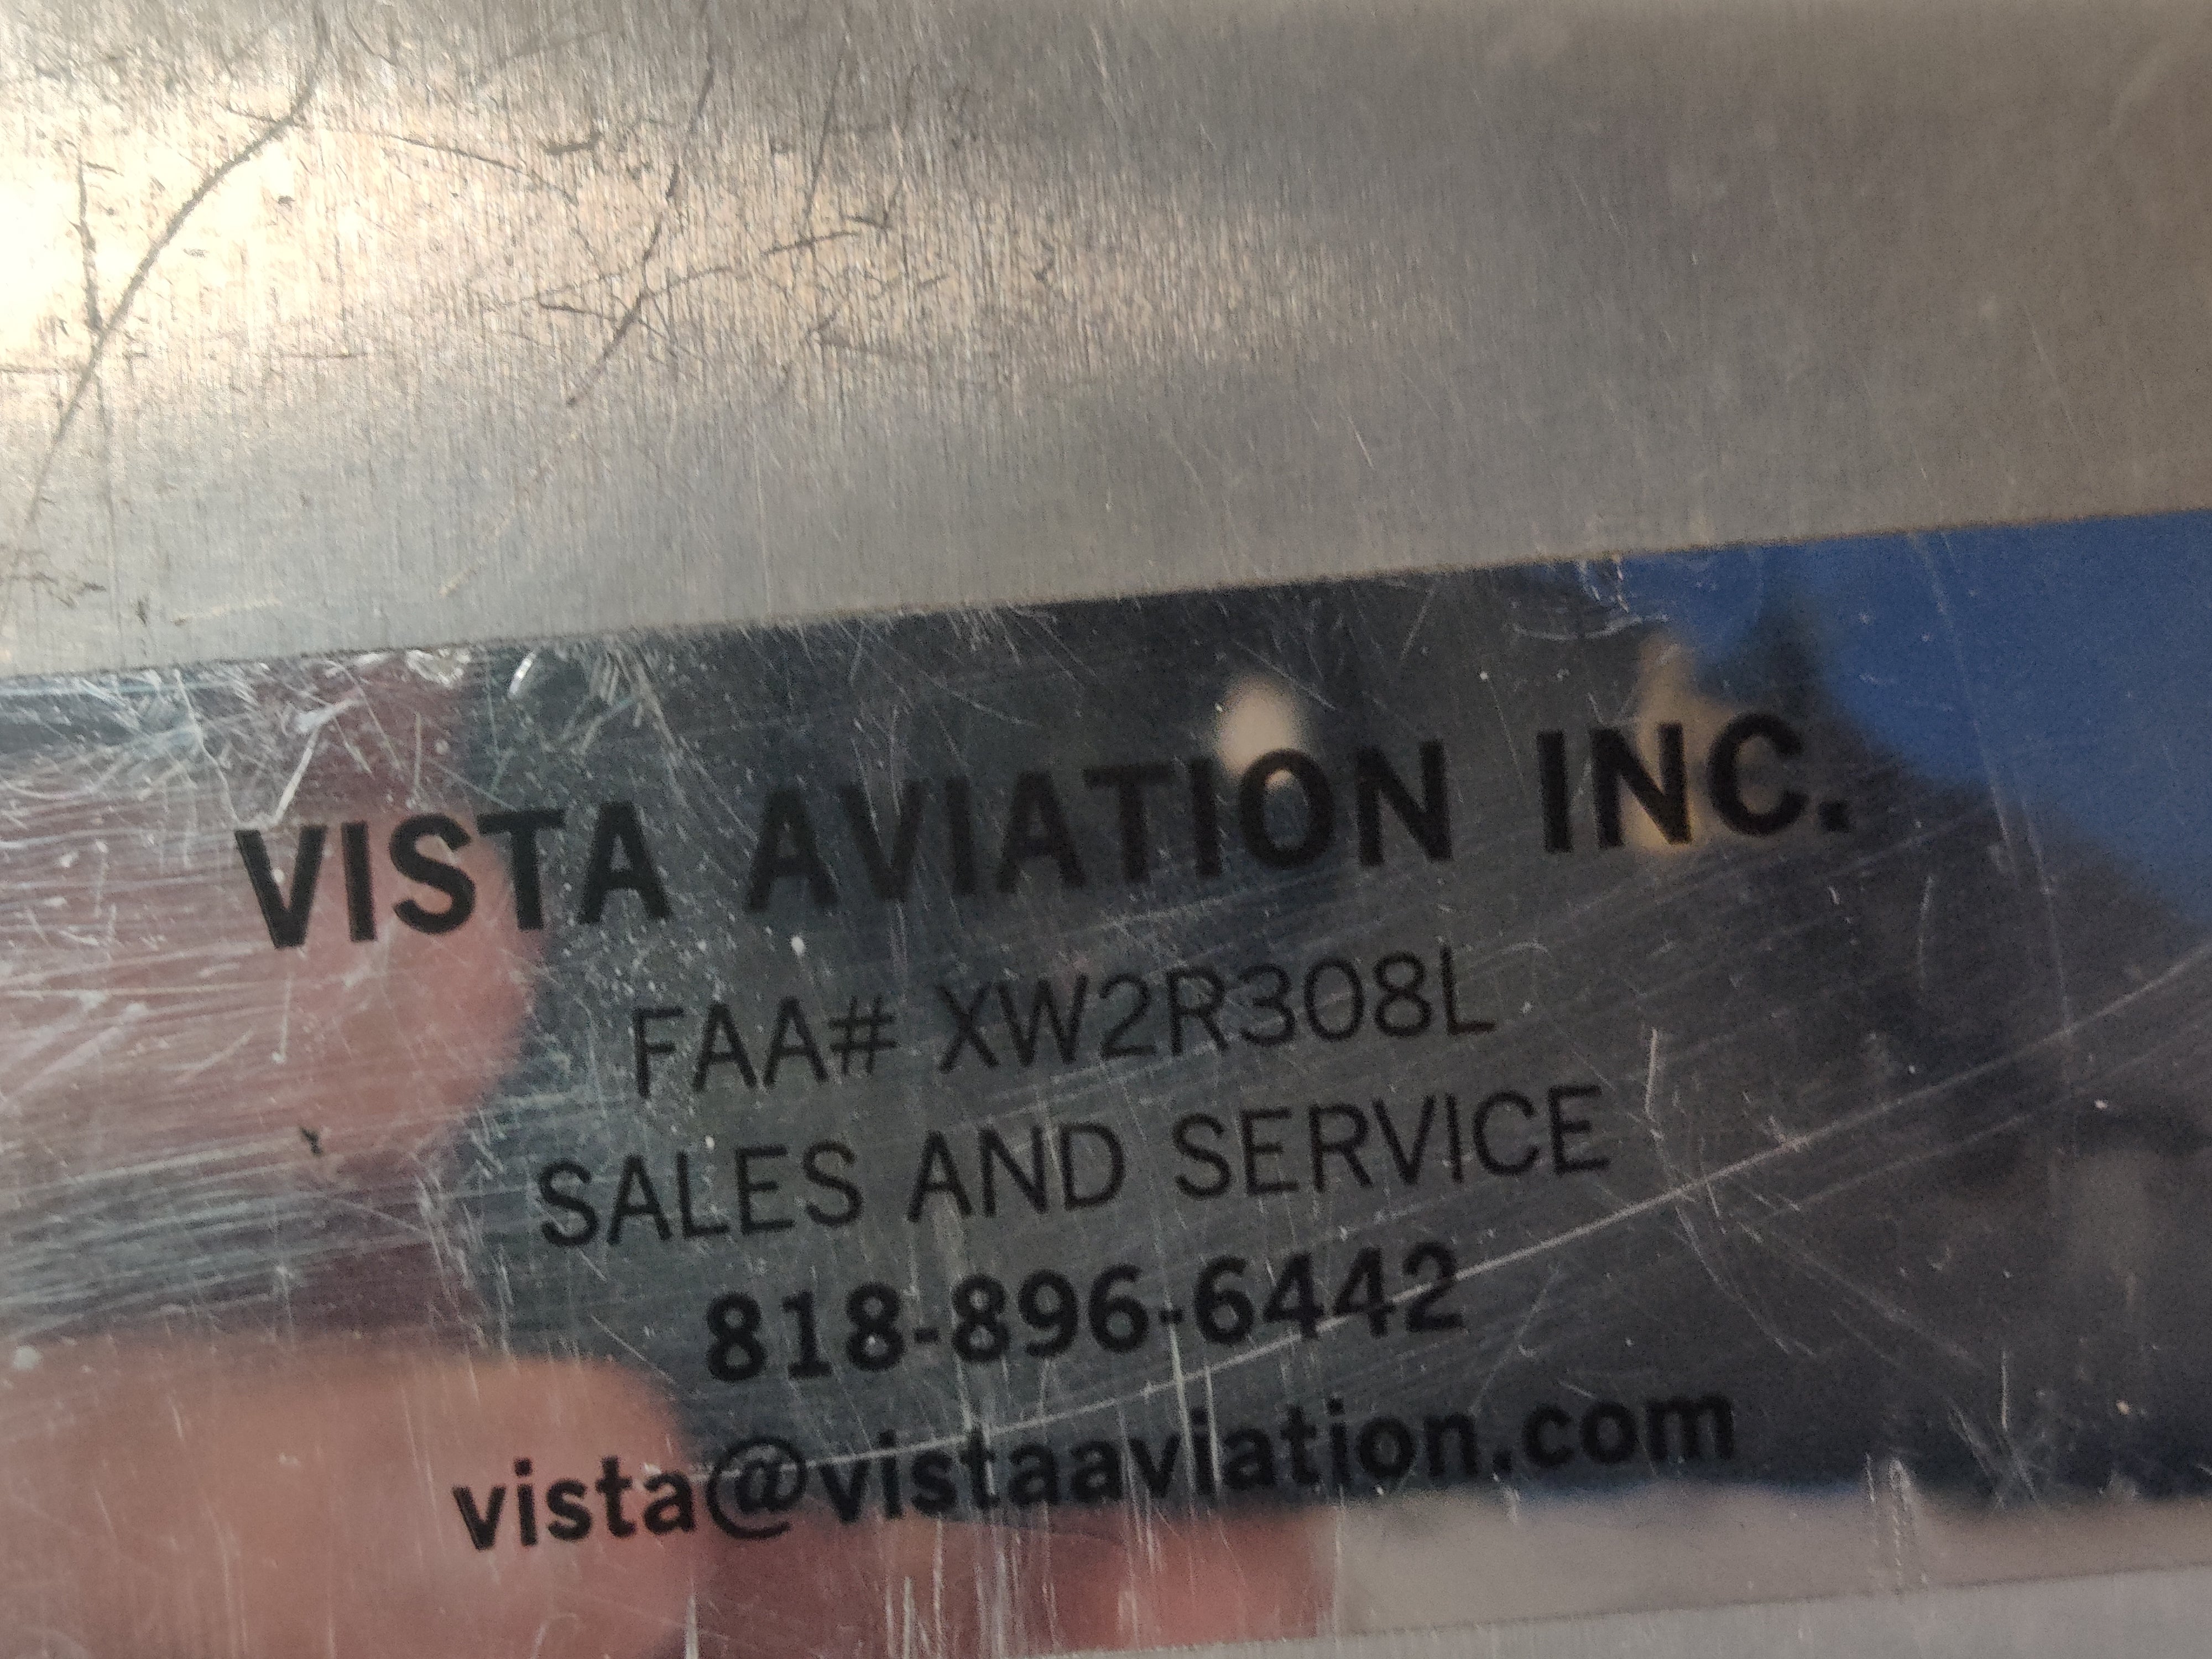 VISTA AVIATION INC.
FAA# XW2R308L
SALES AND SERVICE
818-896-6442
vista@vistaaviation.com